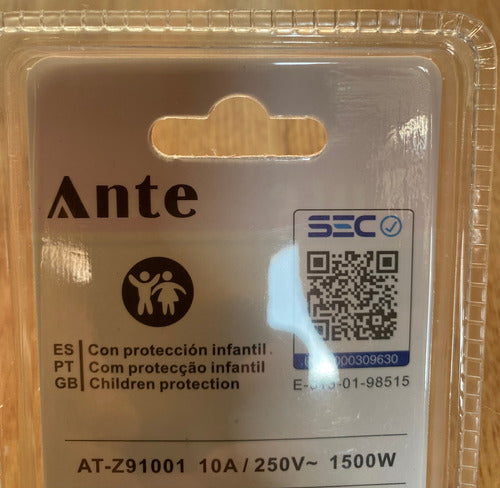 Ante
SEC
ES Con protección infantil.
PT Com protecção infantil
GB Children protection
E-013-01-98515
AT-Z91001 10A / 250V~ 1500W